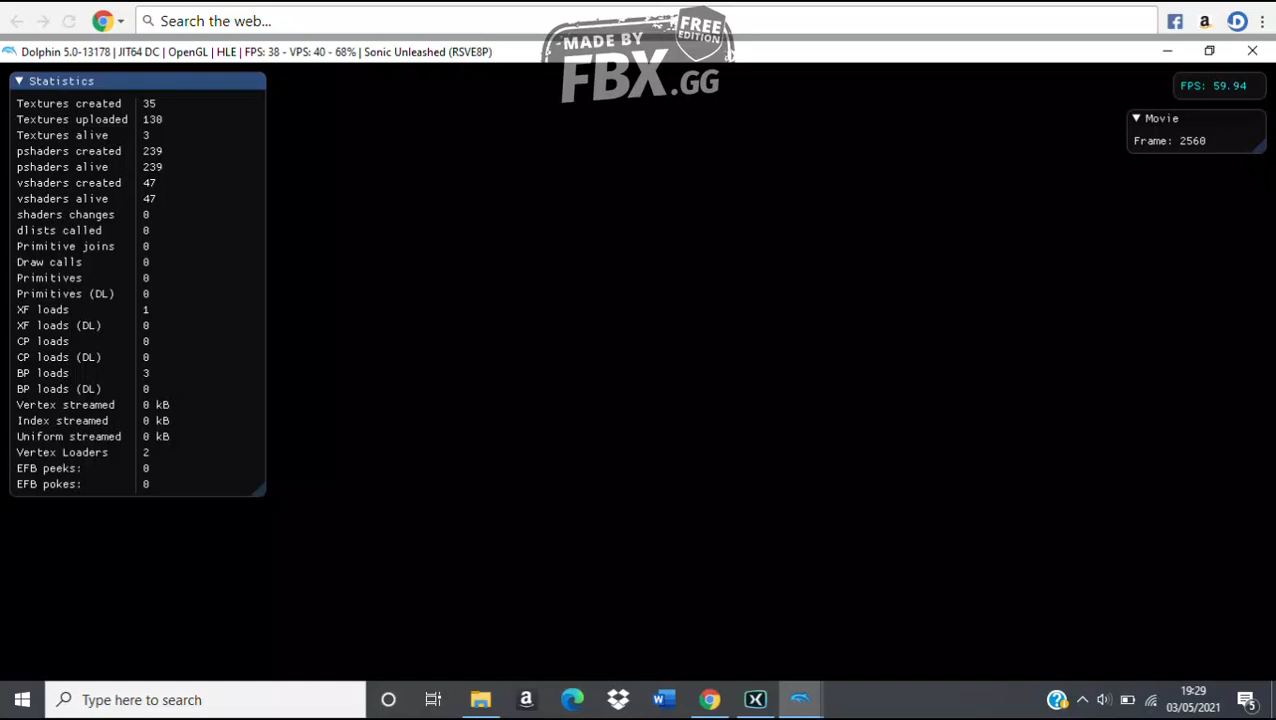 Search the web...
MADE BY
FREE
EDITION
FBX.GG
Dolphin 5.0-13178 | JIT64 DC | OpenGL | HLE | FPS: 38 - VPS: 40 - 68% | Sonic Unleashed (RSVE8P)
Statistics
Textures created 35
Textures uploaded 130
Textures alive 3
pshaders created 239
pshaders alive 239
vshaders created 47
vshaders alive 47
shaders changes 0
dlists called 0
Primitive joins 0
Draw calls 0
Primitives 0
Primitives (DL) 0
XF loads 1
XF loads (DL) 0
CP loads 0
CP loads (DL) 0
BP loads 3
BP loads (DL) 0
Vertex streamed 0 kB
Index streamed 0 kB
Uniform streamed 0 kB
Vertex Loaders 2
EFB peeks: 0
EFB pokes: 0
FPS: 59.94
Movie
Frame: 2560
Type here to search
19:29
03/05/2021
5